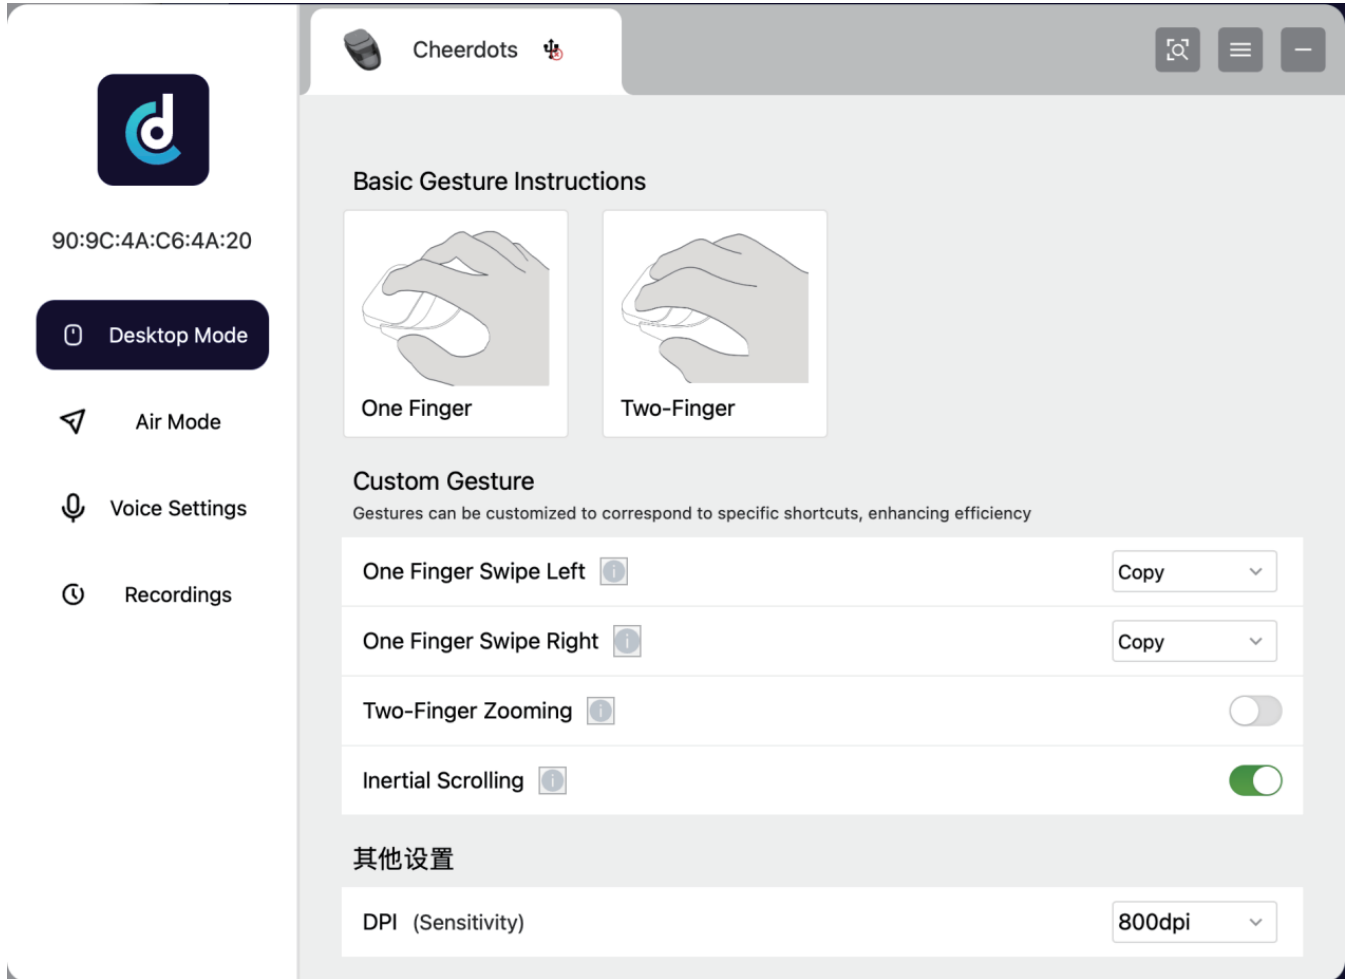 Cheerdots
90:9C:4A:C6:4A:20
Desktop Mode
Air Mode
Voice Settings
Recordings
Basic Gesture Instructions
One Finger
Two-Finger
Custom Gesture
Gestures can be customized to correspond to specific shortcuts, enhancing efficiency
One Finger Swipe Left
Copy
One Finger Swipe Right
Copy
Two-Finger Zooming
Inertial Scrolling
其他设置
DPI (Sensitivity)
800dpi